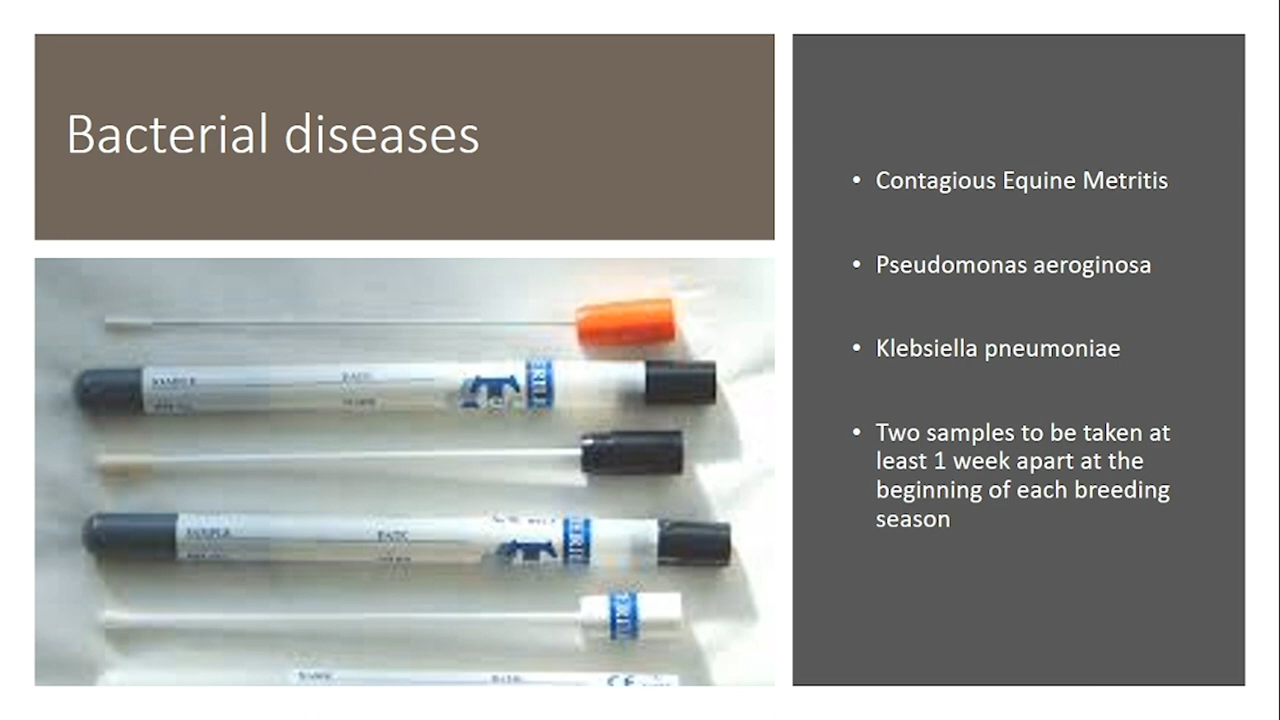 Bacterial diseases
• Contagious Equine Metritis
• Pseudomonas aeroginosa
• Klebsiella pneumoniae
• Two samples to be taken at
least 1 week apart at the
beginning of each breeding
season
SAMPLE
DATE
SAMPLE
DATE